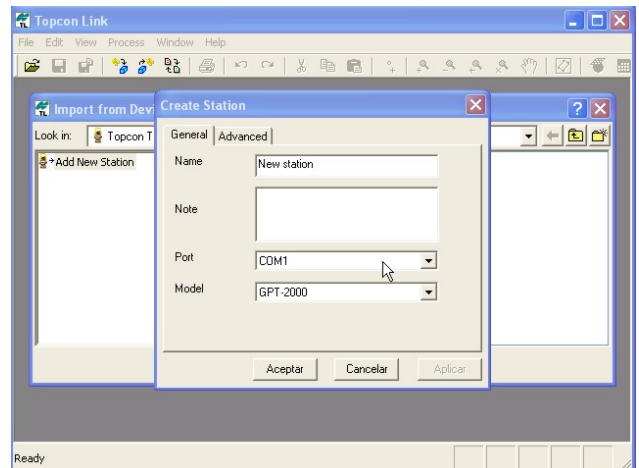 Topcon Link
File Edit View Process Window Help
Import from Devi
Look in: Topcon T
Add New Station
Create Station
General Advanced
Name New station
Note
Port COM1
Model GPT-2000
Aceptar Cancelar Aplicar
Ready